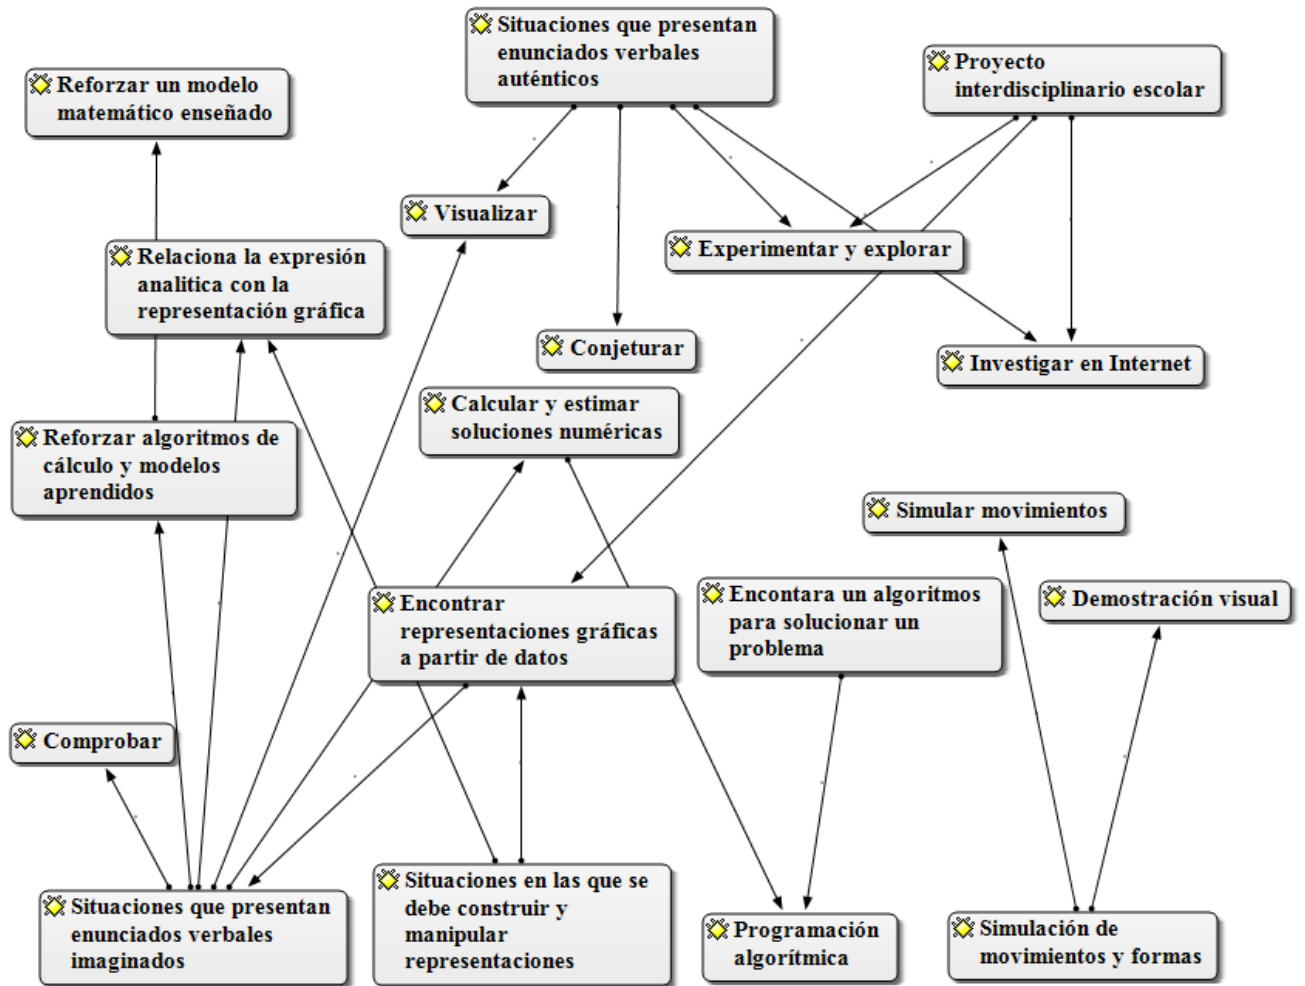 Situaciones que presentan
enunciados verbales
auténticos
Proyecto
interdisciplinario escolar
Reforzar un modelo
matemático enseñado
Visualizar
Experimentar y explorar
Relaciona la expresión
analitica con la
representación gráfica
Conjeturar
Investigar en Internet
Calcular y estimar
soluciones numéricas
Reforzar algoritmos de
cálculo y modelos
aprendidos
Simular movimientos
Encontrar
representaciones gráficas
a partir de datos
Encontara un algoritmos
para solucionar un
problema
Demostración visual
Comprobar
Situaciones que presentan
enunciados verbales
imaginados
Situaciones en las que se
debe construir y
manipular
representaciones
Programación
algorítmica
Simulación de
movimientos y formas